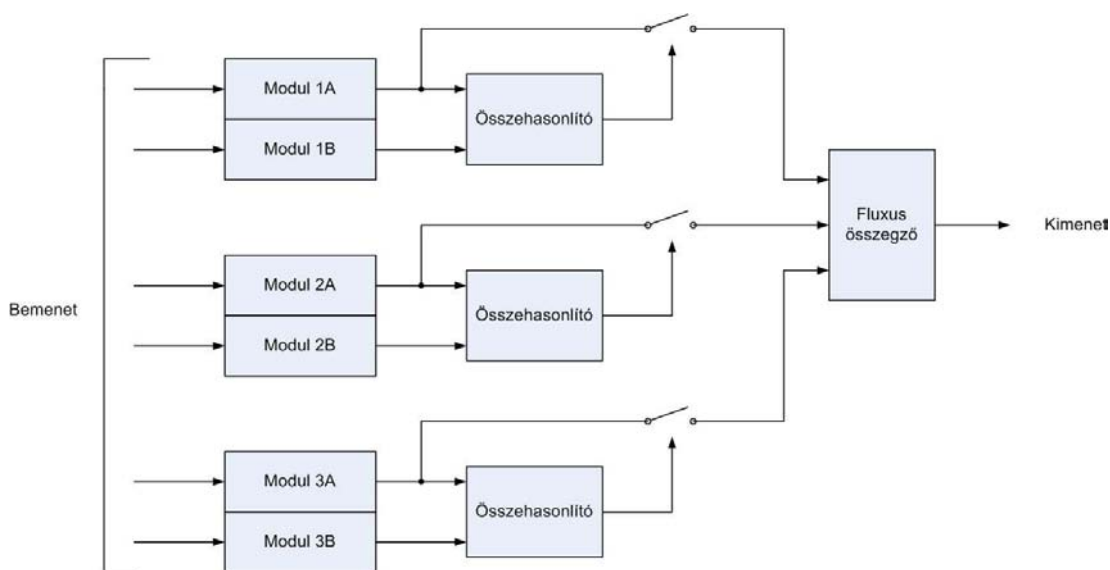 Modul 1A
Modul 1B
Összehasonlító
Modul 2A
Modul 2B
Összehasonlító
Modul 3A
Modul 3B
Összehasonlító
Bemenet
Fluxus
összegző
Kimenet